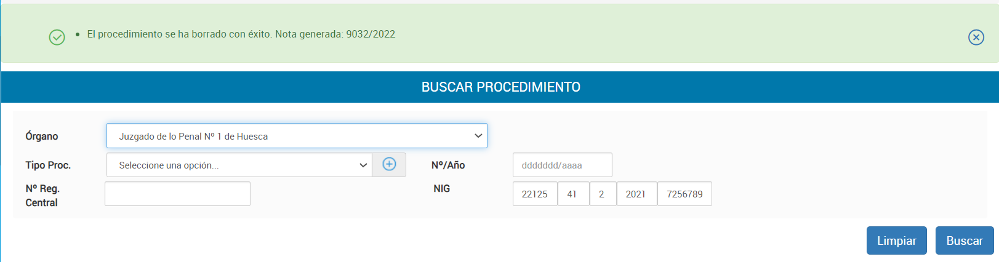 El procedimiento se ha borrado con éxito. Nota generada: 9032/2022
BUSCAR PROCEDIMIENTO
Órgano
Juzgado de lo Penal Nº 1 de Huesca
Tipo Proc.
Seleccione una opción...
Nº/Año
ddddddd/aaaa
Nº Reg.
Central
NIG
22125 41 2 2021 7256789
Limpiar
Buscar